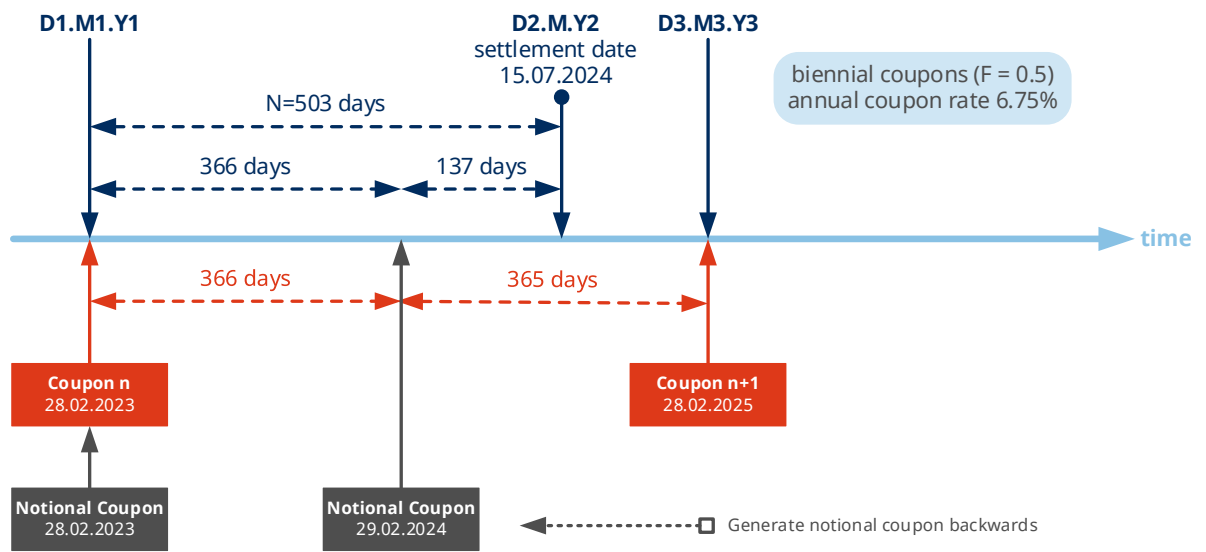 D1.M1.Y1
D2.M.Y2
settlement date
15.07.2024
D3.M3.Y3
biennial coupons (F = 0.5)
annual coupon rate 6.75%
N=503 days
366 days
137 days
time
366 days
365 days
Coupon n
28.02.2023
Coupon n+1
28.02.2025
Notional Coupon
28.02.2023
Notional Coupon
29.02.2024
Generate notional coupon backwards